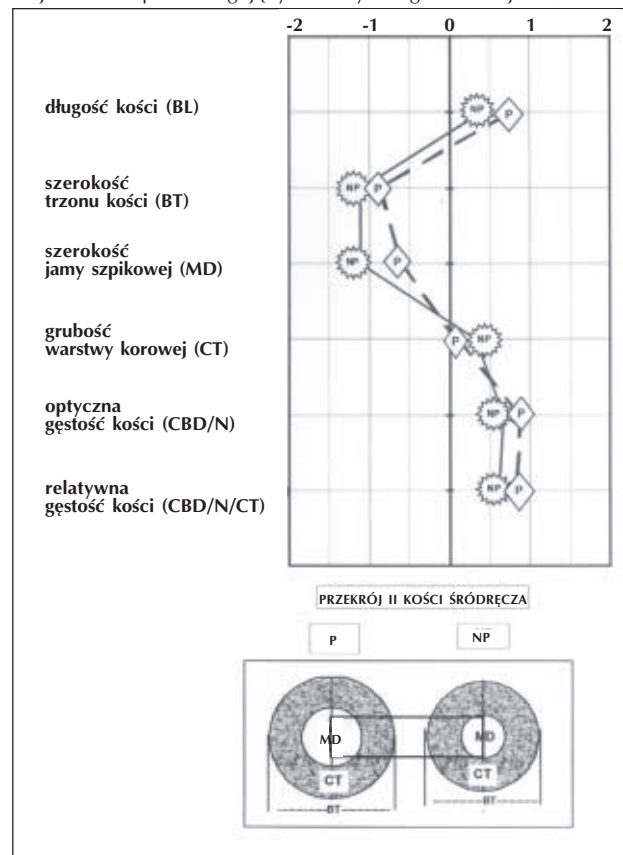 -2 -1 0 1 2
długość kości (BL)
NP P
szerokość
trzonu kości (BT)
NP P
szerokość
jamy szpikowej (MD)
NP P
grubość
warstwy korowej (CT)
P NP
optyczna
gęstość kości (CBD/N)
NP P
relatywna
gęstość kości (CBD/N/CT)
NP P
PRZEKRÓJ II KOŚCI ŚRÓDRĘCZA
P NP
MD MD
CT CT
BT BT